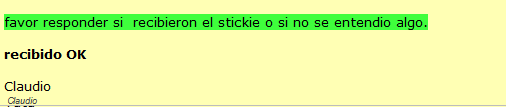 favor responder si  recibieron el stickie o si no se entendio algo.
recibido OK
Claudio
Claudio